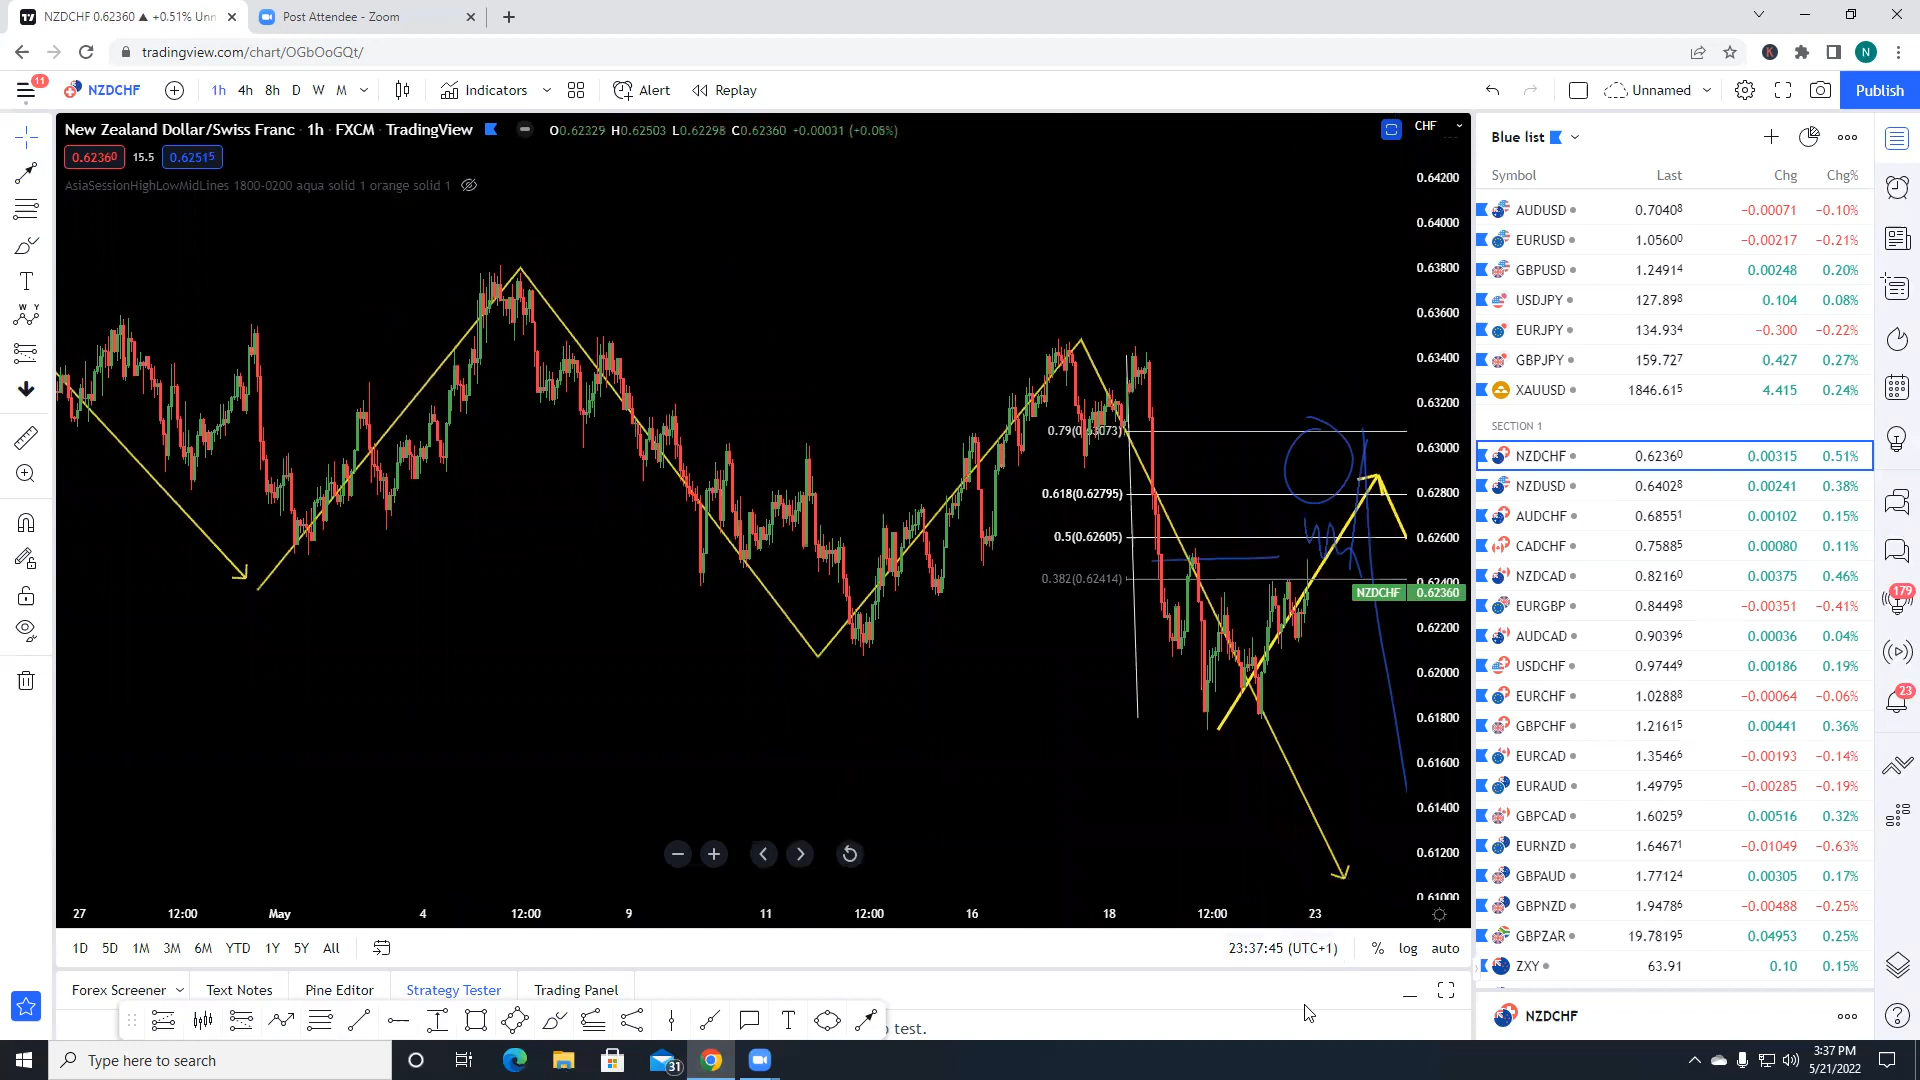 NZDCHF 0.62360 ▲ +0.51% Unn
Post Attendee - Zoom
tradingview.com/chart/OGbOoGQt/
N
11
NZDCHF
1h 4h 8h D W M
Indicators
Alert
Replay
Unnamed
Publish
New Zealand Dollar/Swiss Franc · 1h · FXCM · TradingView
O0.62329 H0.62503 L0.62298 C0.62360 +0.00031 (+0.05%)
CHF
0.62360 15.5 0.62515
AsiaSessionHighLowMidLines 1800-0200 aqua solid 1 orange solid 1
0.64200
0.64000
0.63800
0.63600
0.63400
0.63200
0.63000
0.62800
0.62600
0.62400
0.62200
0.62000
0.61800
0.61600
0.61400
0.61200
0.61000
0.79(0.63073)
0.618(0.62795)
0.5(0.62605)
0.382(0.62414)
NZDCHF 0.62360
27 12:00 May 4 12:00 9 11 12:00 16 18 12:00 23
1D 5D 1M 3M 6M YTD 1Y 5Y All
23:37:45 (UTC+1) % log auto
Forex Screener Text Notes Pine Editor Strategy Tester Trading Panel
test.
Blue list
Symbol Last Chg Chg%
AUDUSD 0.70408 −0.00071 −0.10%
EURUSD 1.05600 −0.00217 −0.21%
GBPUSD 1.24914 0.00248 0.20%
USDJPY 127.898 0.104 0.08%
EURJPY 134.934 −0.300 −0.22%
GBPJPY 159.727 0.427 0.27%
XAUUSD 1846.615 4.415 0.24%
SECTION 1
NZDCHF 0.62360 0.00315 0.51%
NZDUSD 0.64028 0.00241 0.38%
AUDCHF 0.68551 0.00102 0.15%
CADCHF 0.75885 0.00080 0.11%
NZDCAD 0.82160 0.00375 0.46%
EURGBP 0.84498 −0.00351 −0.41%
AUDCAD 0.90396 0.00036 0.04%
USDCHF 0.97449 0.00186 0.19%
EURCHF 1.02888 −0.00064 −0.06%
GBPCHF 1.21615 0.00441 0.36%
EURCAD 1.35466 −0.00193 −0.14%
EURAUD 1.49795 −0.00285 −0.19%
GBPCAD 1.60259 0.00516 0.32%
EURNZD 1.64671 −0.01049 −0.63%
GBPAUD 1.77124 0.00305 0.17%
GBPNZD 1.94786 −0.00488 −0.25%
GBPZAR 19.78195 0.04953 0.25%
ZXY 63.91 0.10 0.15%
NZDCHF
179
23
Type here to search
31
3:37 PM
5/21/2022